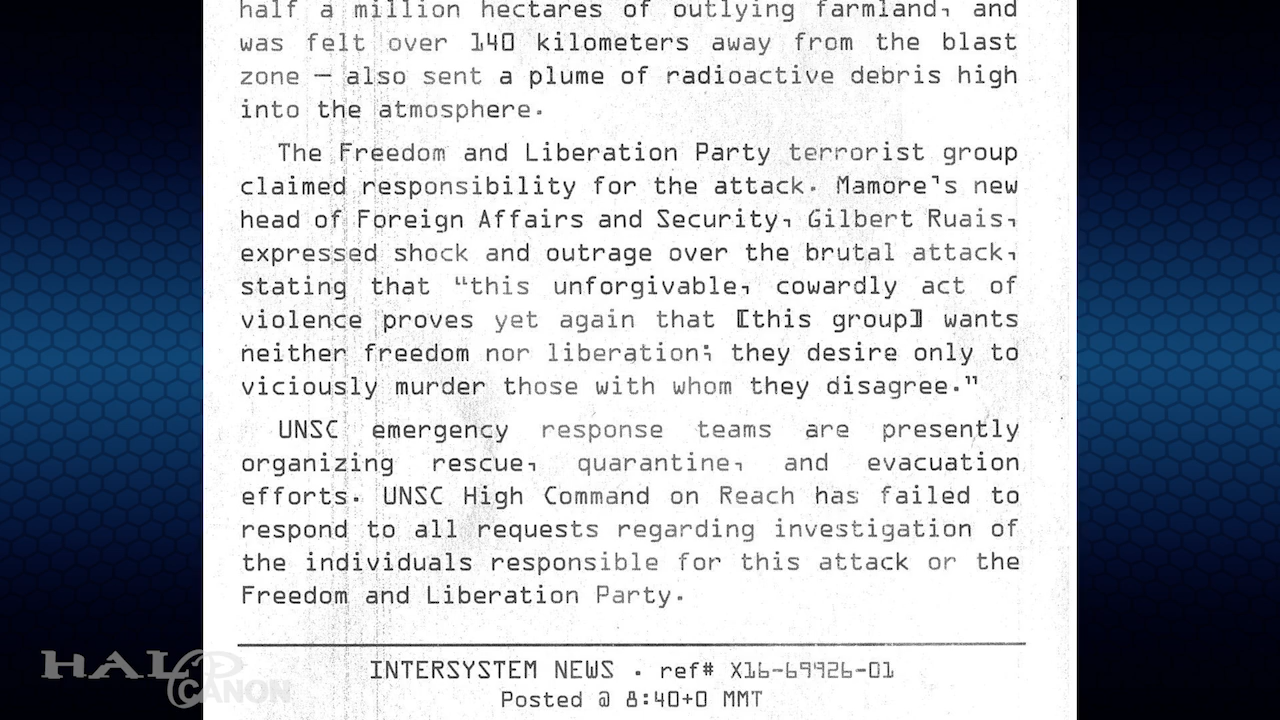 half a million hectares of outlying farmland, and
was felt over 140 kilometers away from the blast
zone — also sent a plume of radioactive debris high
into the atmosphere.
The Freedom and Liberation Party terrorist group
claimed responsibility for the attack. Mamore's new
head of Foreign Affairs and Security, Gilbert Ruais,
expressed shock and outrage over the brutal attack,
stating that "this unforgivable, cowardly act of
violence proves yet again that [this group] wants
neither freedom nor liberation; they desire only to
viciously murder those with whom they disagree."
UNSC emergency response teams are presently
organizing rescue, quarantine, and evacuation
efforts. UNSC High Command on Reach has failed to
respond to all requests regarding investigation of
the individuals responsible for this attack or the
Freedom and Liberation Party.
INTERSYSTEM NEWS . ref# X16-69926-01
Posted @ 8:40+0 MMT
HALO
CANON